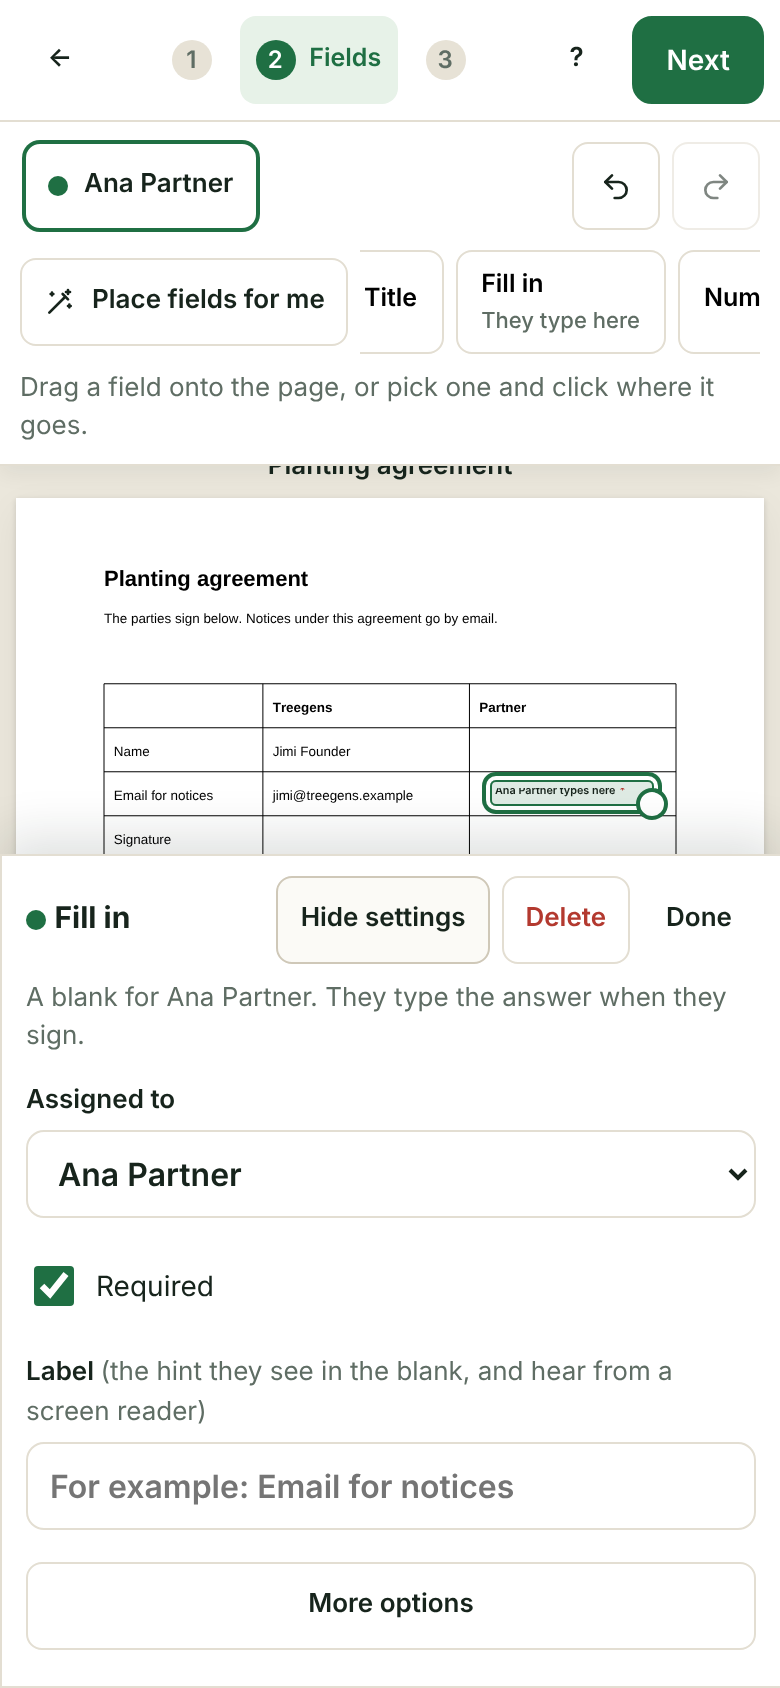 1
2 Fields
3
?
Next
Ana Partner
Place fields for me
Title
Fill in
They type here
Num
Drag a field onto the page, or pick one and click where it
goes.
Planting agreement
Planting agreement
The parties sign below. Notices under this agreement go by email.
Treegens
Partner
Name
Jimi Founder
Email for notices
jimi@treegens.example
Ana Partner types here *
Signature
Fill in
Hide settings
Delete
Done
A blank for Ana Partner. They type the answer when they
sign.
Assigned to
Ana Partner
Required
Label (the hint they see in the blank, and hear from a
screen reader)
For example: Email for notices
More options